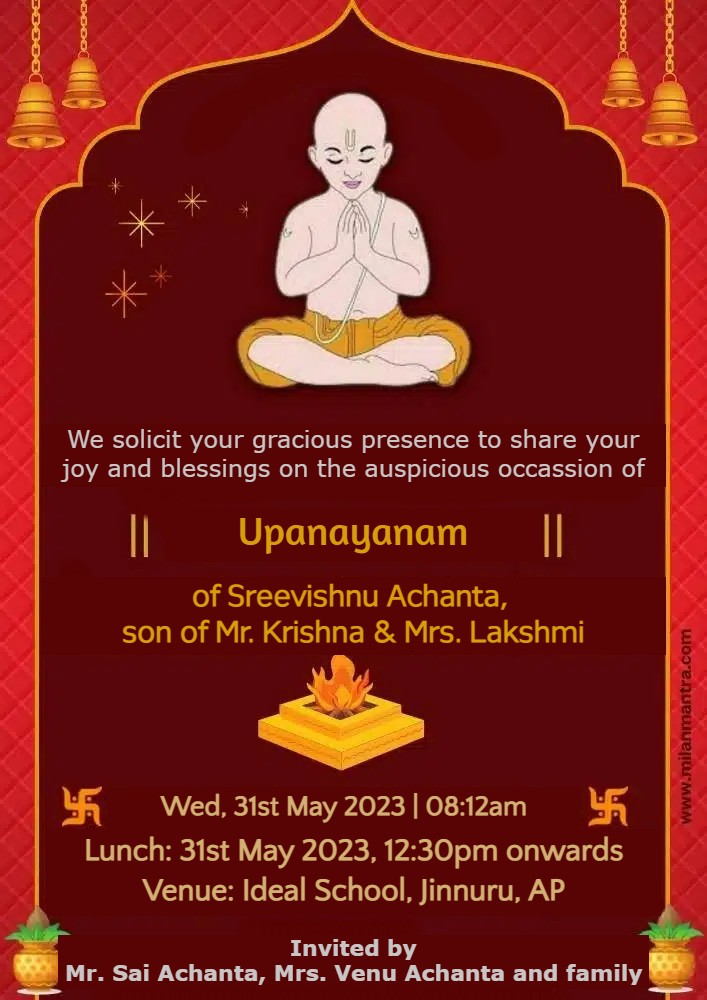 We solicit your gracious presence to share your
joy and blessings on the auspicious occassion of
|| Upanayanam ||
of Sreevishnu Achanta,
son of Mr. Krishna & Mrs. Lakshmi
Wed, 31st May 2023 | 08:12am
Lunch: 31st May 2023, 12:30pm onwards
Venue: Ideal School, Jinnuru, AP
Invited by
Mr. Sai Achanta, Mrs. Venu Achanta and family
www.milanmantra.com